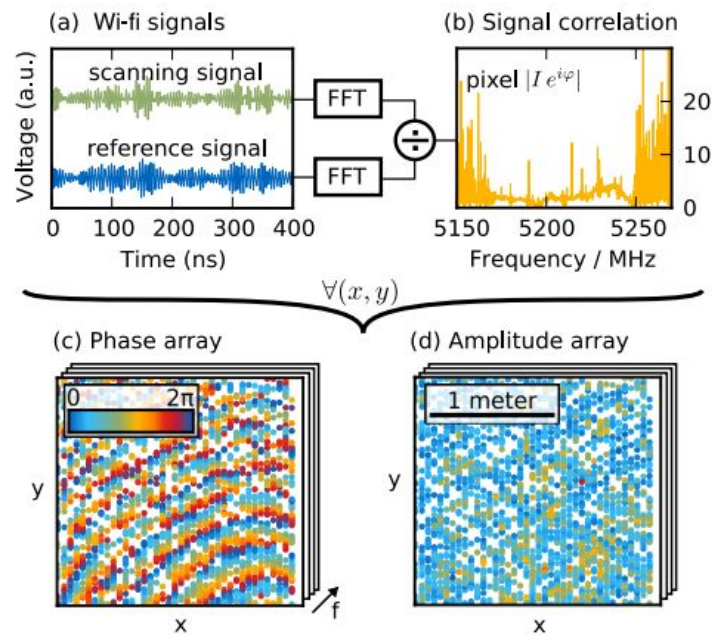 (a) Wi-fi signals
Voltage (a.u.)
scanning signal
reference signal
0 100 200 300 400
Time (ns)
FFT
FFT
÷
(b) Signal correlation
pixel |I e^{iφ}|
20
10
0
5150 5200 5250
Frequency / MHz
∀(x, y)
(c) Phase array
0 2π
y
x
f
(d) Amplitude array
1 meter
y
x